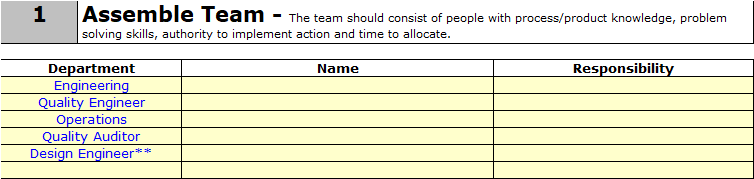 1
Assemble Team - The team should consist of people with process/product knowledge, problem
solving skills, authority to implement action and time to allocate.
Department Name Responsibility
Engineering
Quality Engineer
Operations
Quality Auditor
Design Engineer**